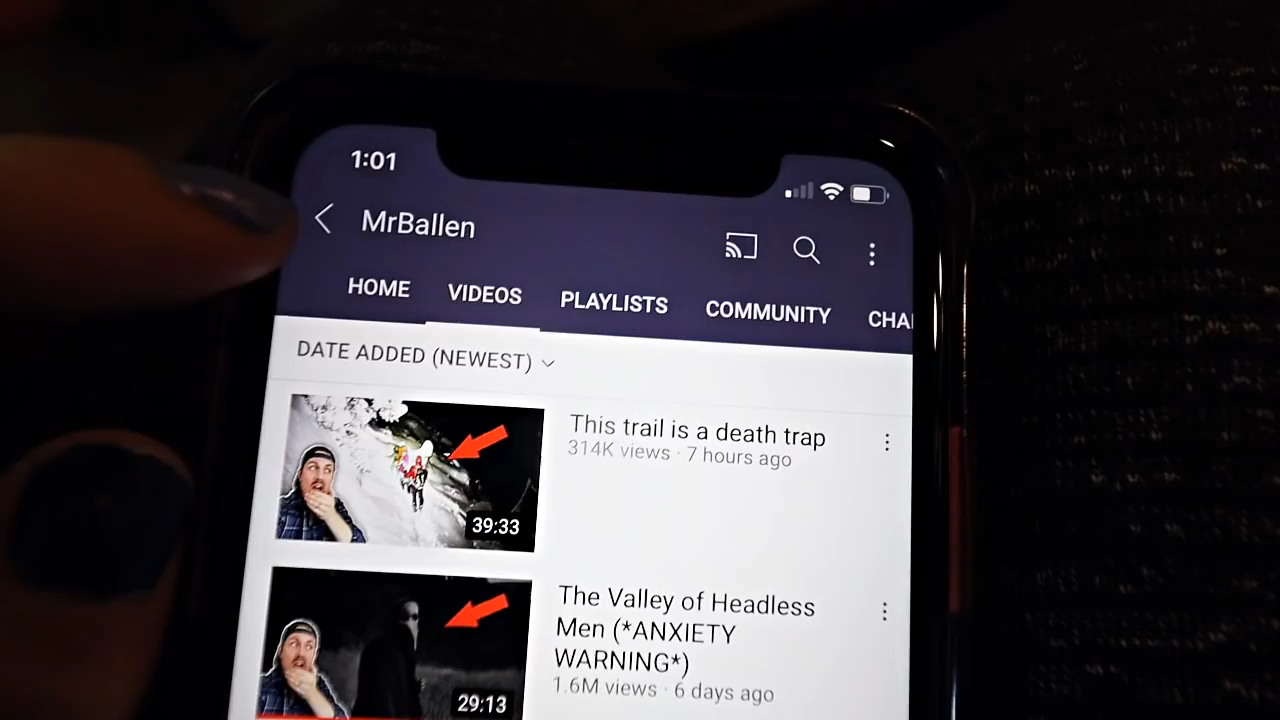 1:01
MrBallen
HOME VIDEOS PLAYLISTS COMMUNITY CHA
DATE ADDED (NEWEST)
This trail is a death trap
314K views · 7 hours ago
39:33
The Valley of Headless
Men (*ANXIETY
WARNING*)
1.6M views · 6 days ago
29:13